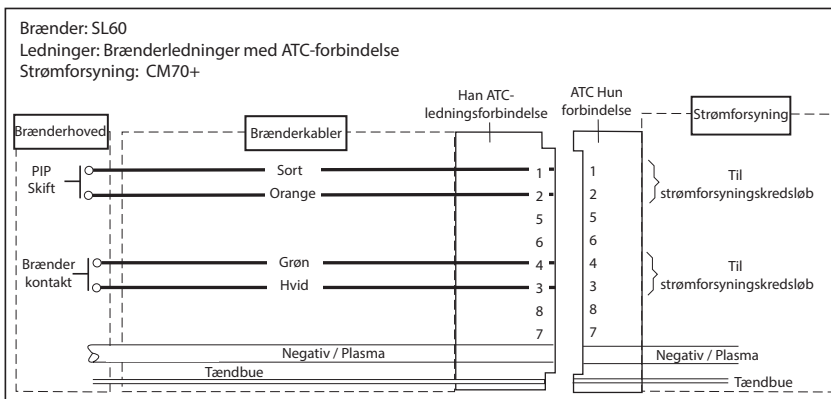 Brænder: SL60
Ledninger: Brænderledninger med ATC-forbindelse
Strømforsyning: CM70+
Han ATC-
ledningsforbindelse
ATC Hun
forbindelse
Strømforsyning
Brænderhoved
Brænderkabler
PIP
Skift
Sort
Orange
1
2
5
6
4
3
8
7
1
2
5
6
4
3
8
7
Til
strømforsyningskredsløb
Brænder
kontakt
Grøn
Hvid
Til
strømforsyningskredsløb
Negativ / Plasma
Negativ / Plasma
Tændbue
Tændbue